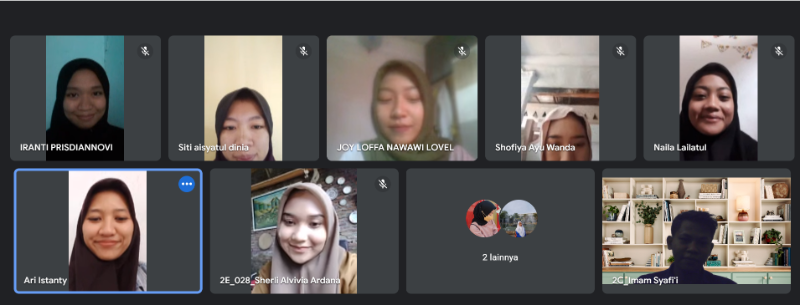 IRANTI PRISDIANNOVI
Siti aisyatul dinia
JOY LOFFA NAWAWI LOVEL
Shofiya Ayu Wanda
Naila Lailatul
Ari Istanty
2E_028_Sherli Alvivia Ardana
2 lainnya
2C_Imam Syafi'i